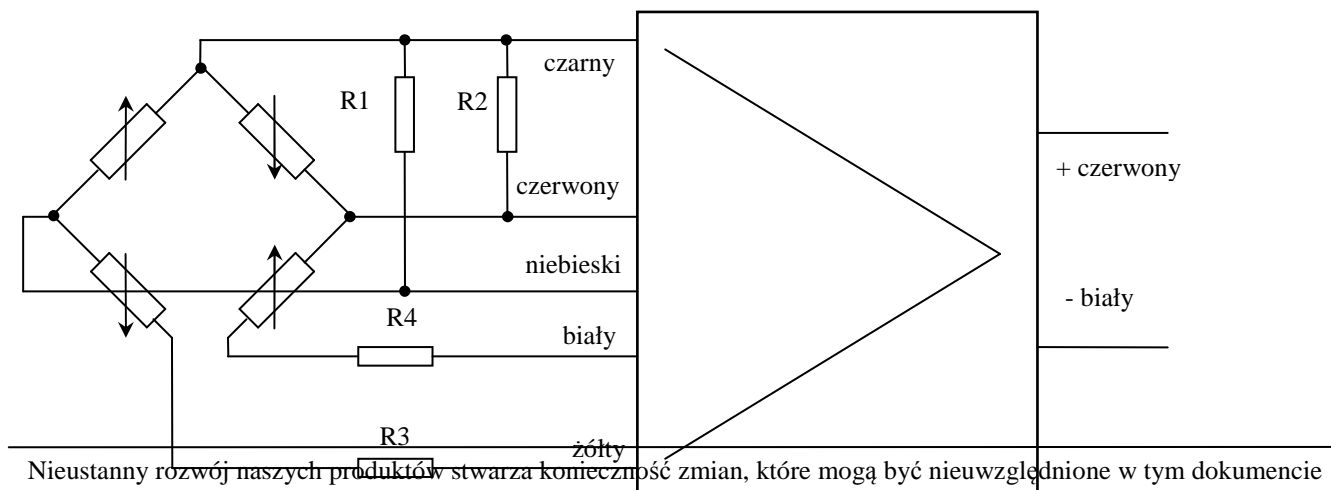 czarny
R1
R2
+ czerwony
czerwony
niebieski
- biały
R4
biały
R3
żółty
Nieustanny rozwój naszych produktów stwarza konieczność zmian, które mogą być nieuwzględnione w tym dokumencie